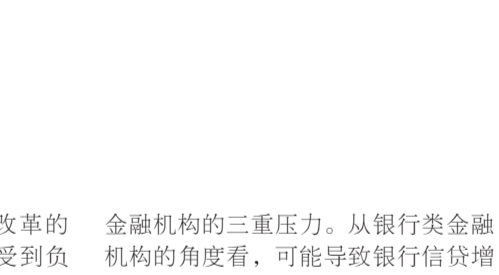 改革的
受到负
金融机构的三重压力。从银行类金融
机构的角度看，可能导致银行信贷增